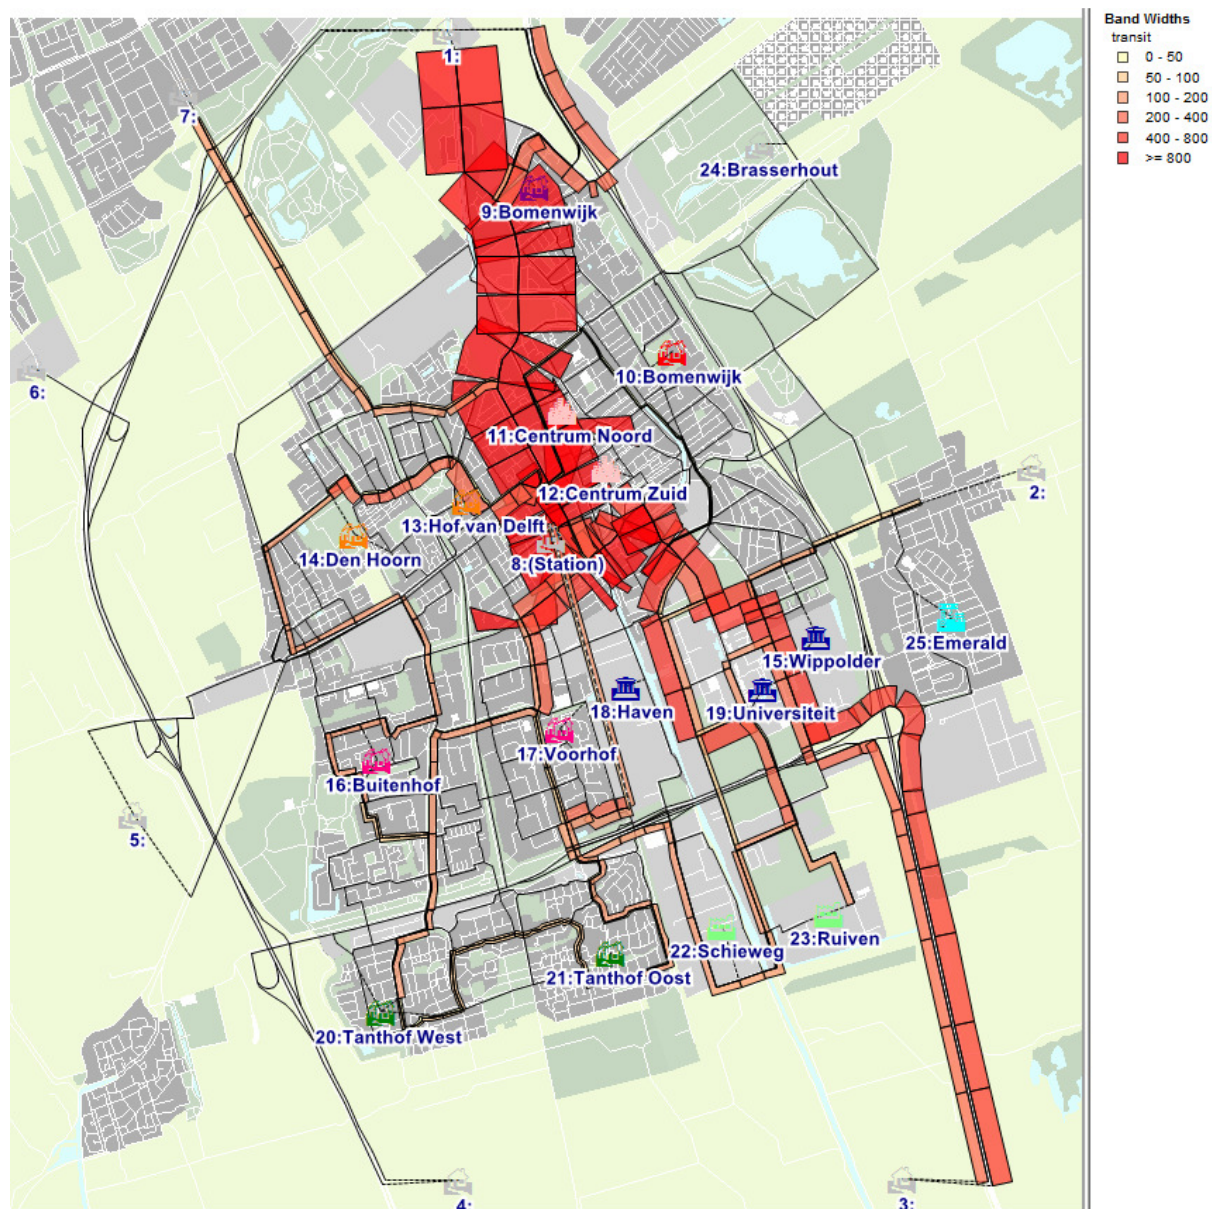 Band Widths
transit
0 - 50
50 - 100
100 - 200
200 - 400
400 - 800
>= 800
1:
7:
24:Brasserhout
9:Bomenwijk
10:Bomenwijk
6:
11:Centrum Noord
12:Centrum Zuid
2:
13:Hof van Delft
14:Den Hoorn
8:(Station)
25:Emerald
15:Wippolder
18:Haven
19:Universiteit
17:Voorhof
16:Buitenhof
5:
23:Ruiven
22:Schieweg
21:Tanthof Oost
20:Tanthof West
4:
3: